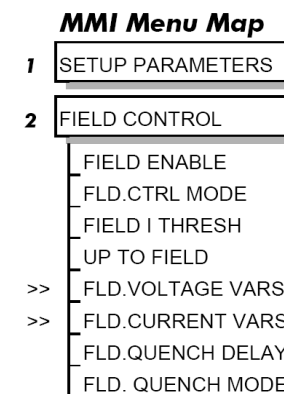 MMI Menu Map
1 SETUP PARAMETERS
2 FIELD CONTROL
FIELD ENABLE
FLD.CTRL MODE
FIELD I THRESH
UP TO FIELD
>> FLD.VOLTAGE VARS
>> FLD.CURRENT VARS
FLD.QUENCH DELAY
FLD. QUENCH MODE